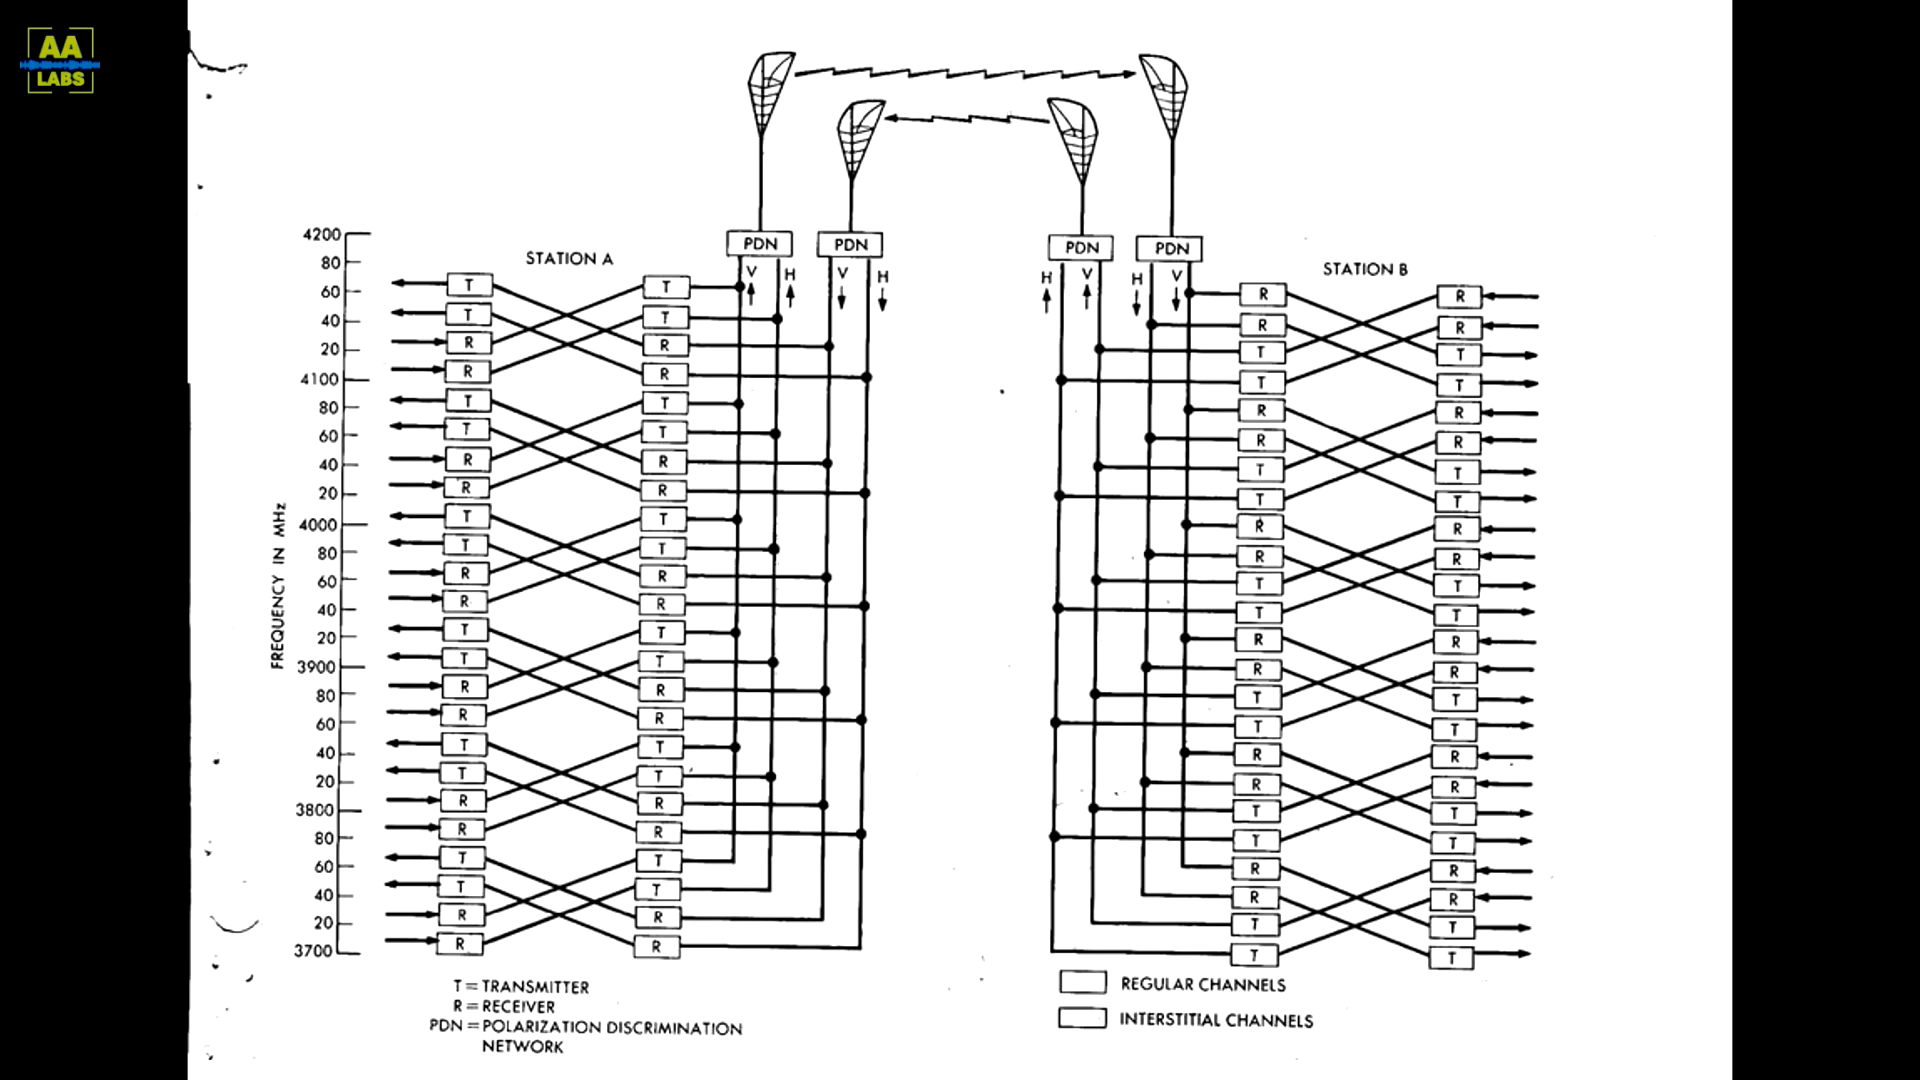 AA
LABS
4200 PDN PDN PDN PDN
80 STATION A V H V H H V H V STATION B
60 T T R R
40 T T R R
20 R R T T
4100 R R T T
80 T T R R
60 T T R R
40 R R T T
20 R R T T
4000 T T R R
80 T T R R
60 R R T T
40 R R T T
20 T T R R
3900 T T R R
80 R R T T
60 R R T T
40 T T R R
20 T T R R
3800 R R T T
80 R R T T
60 T T R R
40 T T R R
20 R R T T
3700 R R T T
FREQUENCY IN MHz
T = TRANSMITTER
R = RECEIVER
PDN = POLARIZATION DISCRIMINATION
NETWORK
REGULAR CHANNELS
INTERSTITIAL CHANNELS